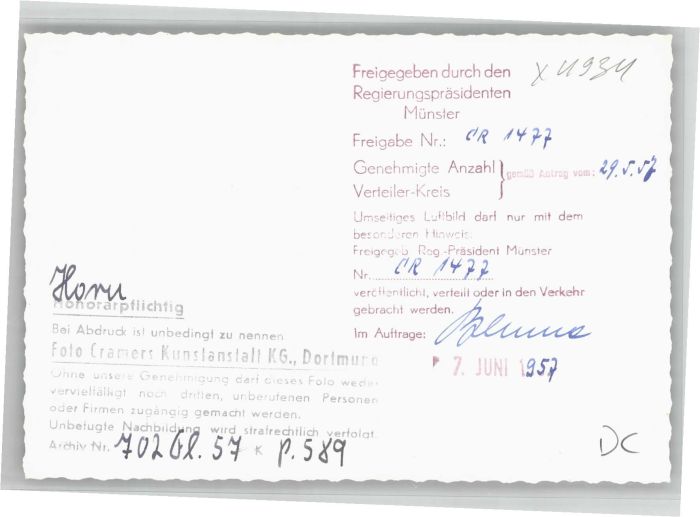 Freigegeben durch den
Regierungspräsidenten
Münster
Freigabe Nr.: CR 1477
Genehmigte Anzahl
Verteiler-Kreis
gemäß Antrag vom: 29.5.57
Umseitiges Luftbild darf nur mit dem
besonderen Hinweis:
Freigegeb. Reg.-Präsident Münster
Nr. CR 1477
veröffentlicht, verteilt oder in den Verkehr
gebracht werden.
Im Auftrage:
7. JUNI 1957
Horn
Honorarpflichtig
Bei Abdruck ist unbedingt zu nennen
Foto Cramers Kunstanstalt KG., Dortmund
Ohne unsere Genehmigung darf dieses Foto weder
vervielfältigt noch dritten, unberufenen Personen
oder Firmen zugängig gemacht werden.
Unbefugte Nachbildung wird strafrechtlich verfolgt.
Archiv Nr. 702 Gl. 57 K p. 589
DC